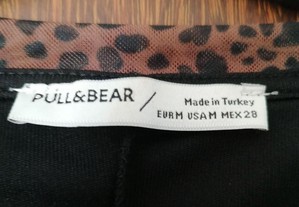 PULL&BEAR /
Made in Turkey
EUR M USA M MEX 28